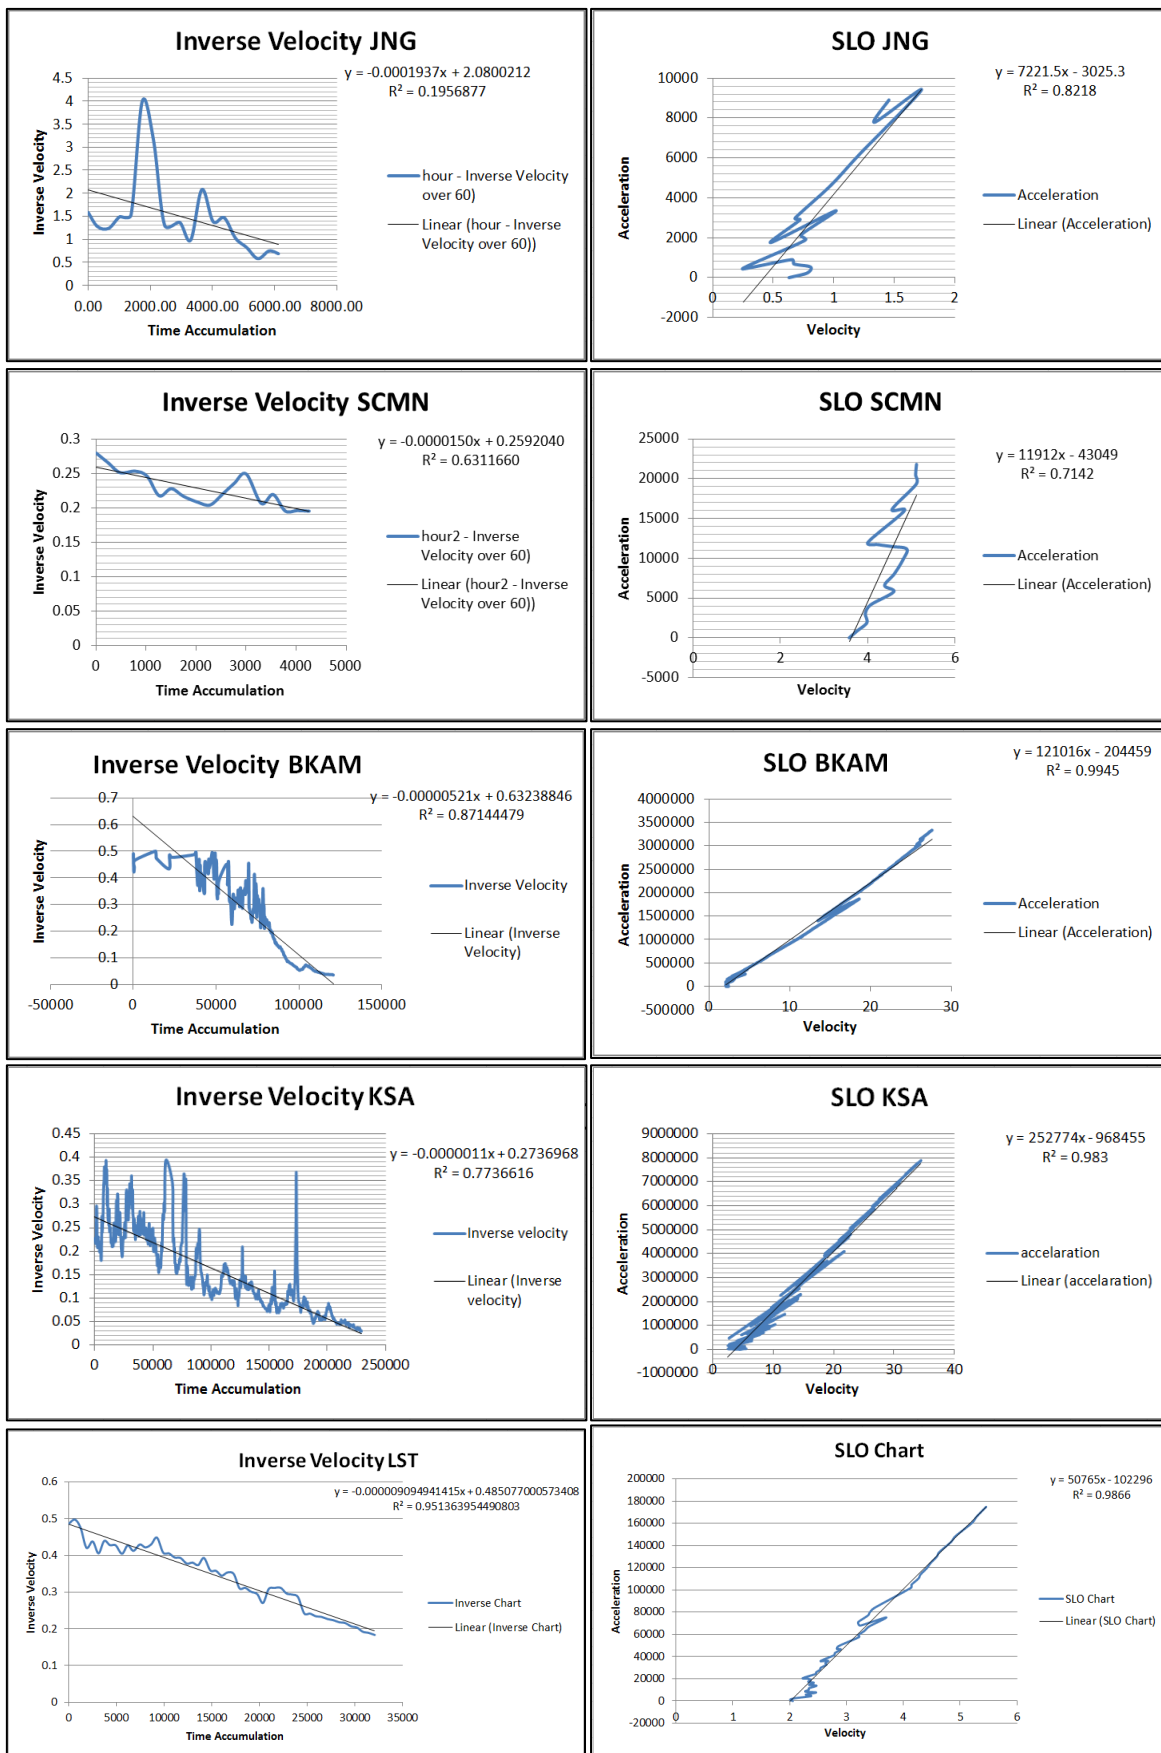 Inverse Velocity JNG
y = -0.0001937x + 2.0800212
R² = 0.1956877
4.5
4
3.5
3
2.5
2
1.5
1
0.5
0
Inverse Velocity
0.00 2000.00 4000.00 6000.00 8000.00
Time Accumulation
hour - Inverse Velocity
over 60)
Linear (hour - Inverse
Velocity over 60))
SLO JNG
y = 7221.5x - 3025.3
R² = 0.8218
10000
8000
6000
4000
2000
0
-2000
Acceleration
0 0.5 1 1.5 2
Velocity
Acceleration
Linear (Acceleration)
Inverse Velocity SCMN
y = -0.0000150x + 0.2592040
R² = 0.6311660
0.3
0.25
0.2
0.15
0.1
0.05
0
Inverse Velocity
0 1000 2000 3000 4000 5000
Time Accumulation
hour2 - Inverse
Velocity over 60)
Linear (hour2 - Inverse
Velocity over 60))
SLO SCMN
y = 11912x - 43049
R² = 0.7142
25000
20000
15000
10000
5000
0
-5000
Acceleration
0 2 4 6
Velocity
Acceleration
Linear (Acceleration)
Inverse Velocity BKAM
y = -0.00000521x + 0.63238846
R² = 0.87144479
0.7
0.6
0.5
0.4
0.3
0.2
0.1
0
Inverse Velocity
-50000 0 50000 100000 150000
Time Accumulation
Inverse Velocity
Linear (Inverse
Velocity)
SLO BKAM
y = 121016x - 204459
R² = 0.9945
4000000
3500000
3000000
2500000
2000000
1500000
1000000
500000
0
-500000
Acceleration
0 10 20 30
Velocity
Acceleration
Linear (Acceleration)
Inverse Velocity KSA
y = -0.0000011x + 0.2736968
R² = 0.7736616
0.45
0.4
0.35
0.3
0.25
0.2
0.15
0.1
0.05
0
Inverse Velocity
0 50000 100000 150000 200000 250000
Time Accumulation
Inverse velocity
Linear (Inverse
velocity)
SLO KSA
y = 252774x - 968455
R² = 0.983
9000000
8000000
7000000
6000000
5000000
4000000
3000000
2000000
1000000
0
-1000000
Acceleration
0 10 20 30 40
Velocity
accelaration
Linear (accelaration)
Inverse Velocity LST
y = -0.000009094941415x + 0.485077000573408
R² = 0.951363954490803
0.6
0.5
0.4
0.3
0.2
0.1
0
Inverse Velocity
0 5000 10000 15000 20000 25000 30000 35000
Time Accumulation
Inverse Chart
Linear (Inverse Chart)
SLO Chart
y = 50765x - 102296
R² = 0.9866
200000
180000
160000
140000
120000
100000
80000
60000
40000
20000
0
-20000
Acceleration
0 1 2 3 4 5 6
Velocity
SLO Chart
Linear (SLO Chart)